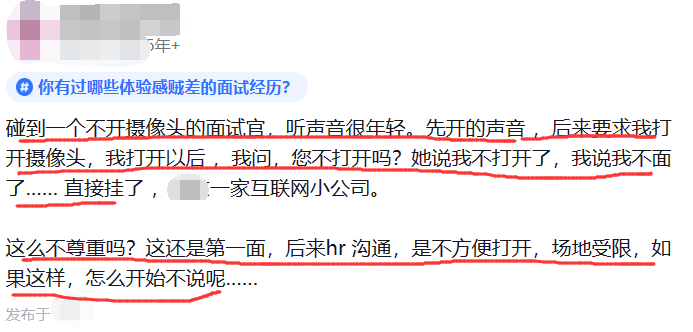 5年+
# 你有过哪些体验感贼差的面试经历?
碰到一个不开摄像头的面试官，听声音很年轻。先开的声音 ，后来要求我打
开摄像头，我打开以后 ，我问，您不打开吗？她说我不打开了，我说我不面
了…… 直接挂了 ，一家互联网小公司。
这么不尊重吗？这还是第一面，后来hr 沟通，是不方便打开，场地受限，如
果这样，怎么开始不说呢……
发布于